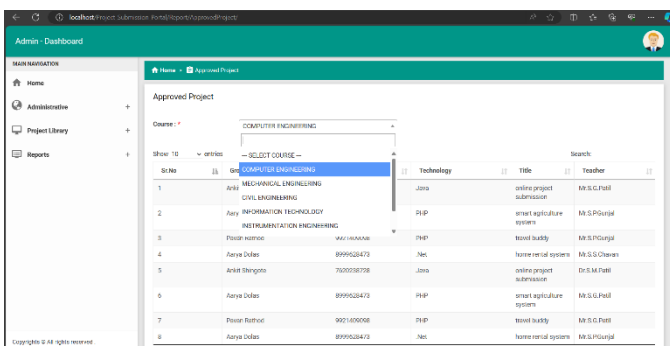 localhost/Project-Submission-Portal/Report/ApprovedProject/
Admin - Dashboard
MAIN NAVIGATION
Home
Administrative +
Project Library +
Reports +
Home > Approved Project
Approved Project
Course : *
COMPUTER ENGINEERING
Show 10 entries
Search:
-- SELECT COURSE --
COMPUTER ENGINEERING
MECHANICAL ENGINEERING
CIVIL ENGINEERING
INFORMATION TECHNOLOGY
INSTRUMENTATION ENGINEERING
Sr.No Technology Title Teacher
1 Java online project submission Mr.S.G.Patil
2 PHP smart agriculture system Mr.S.P.Gunjal
3 Pavan Rathod 9921409098 PHP travel buddy Mr.S.P.Gunjal
4 Aarya Dolas 8999628473 .Net home rental system Mr.S.S.Chavan
5 Ankit Shingote 7620238728 Java online project submission Dr.S.M.Patil
6 Aarya Dolas 8999628473 PHP smart agriculture system Mr.S.G.Patil
7 Pavan Rathod 9921409098 PHP travel buddy Mr.S.G.Patil
8 Aarya Dolas 8999628473 .Net home rental system Mr.S.P.Gunjal
Copyrights © All rights reserved.